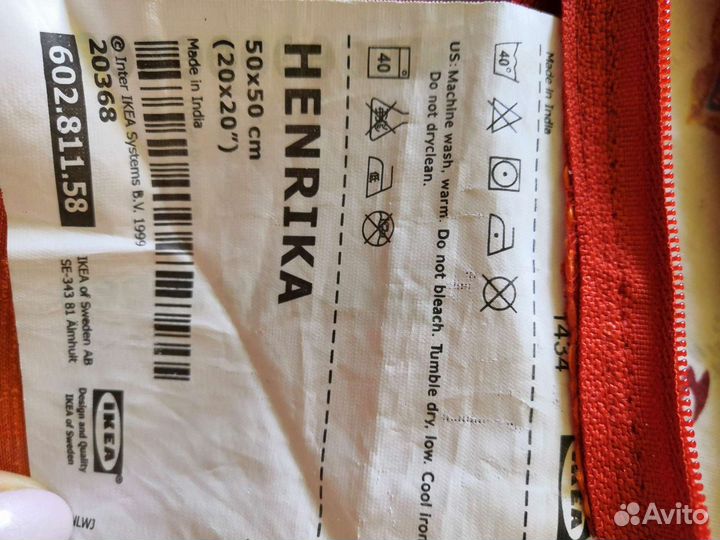 Made in India
40°
1434
IKEA
US: Machine wash, warm. Do not bleach. Tumble dry, low. Cool iron
Do not dryclean.
40
低
HENRIKA
50x50 cm
(20x20")
Made in India
© Inter IKEA Systems B.V. 1999
20368
602.811.58
IKEA of Sweden AB
SE-343 81 Älmhult
IKEA
Design and Quality
IKEA of Sweden
Avito